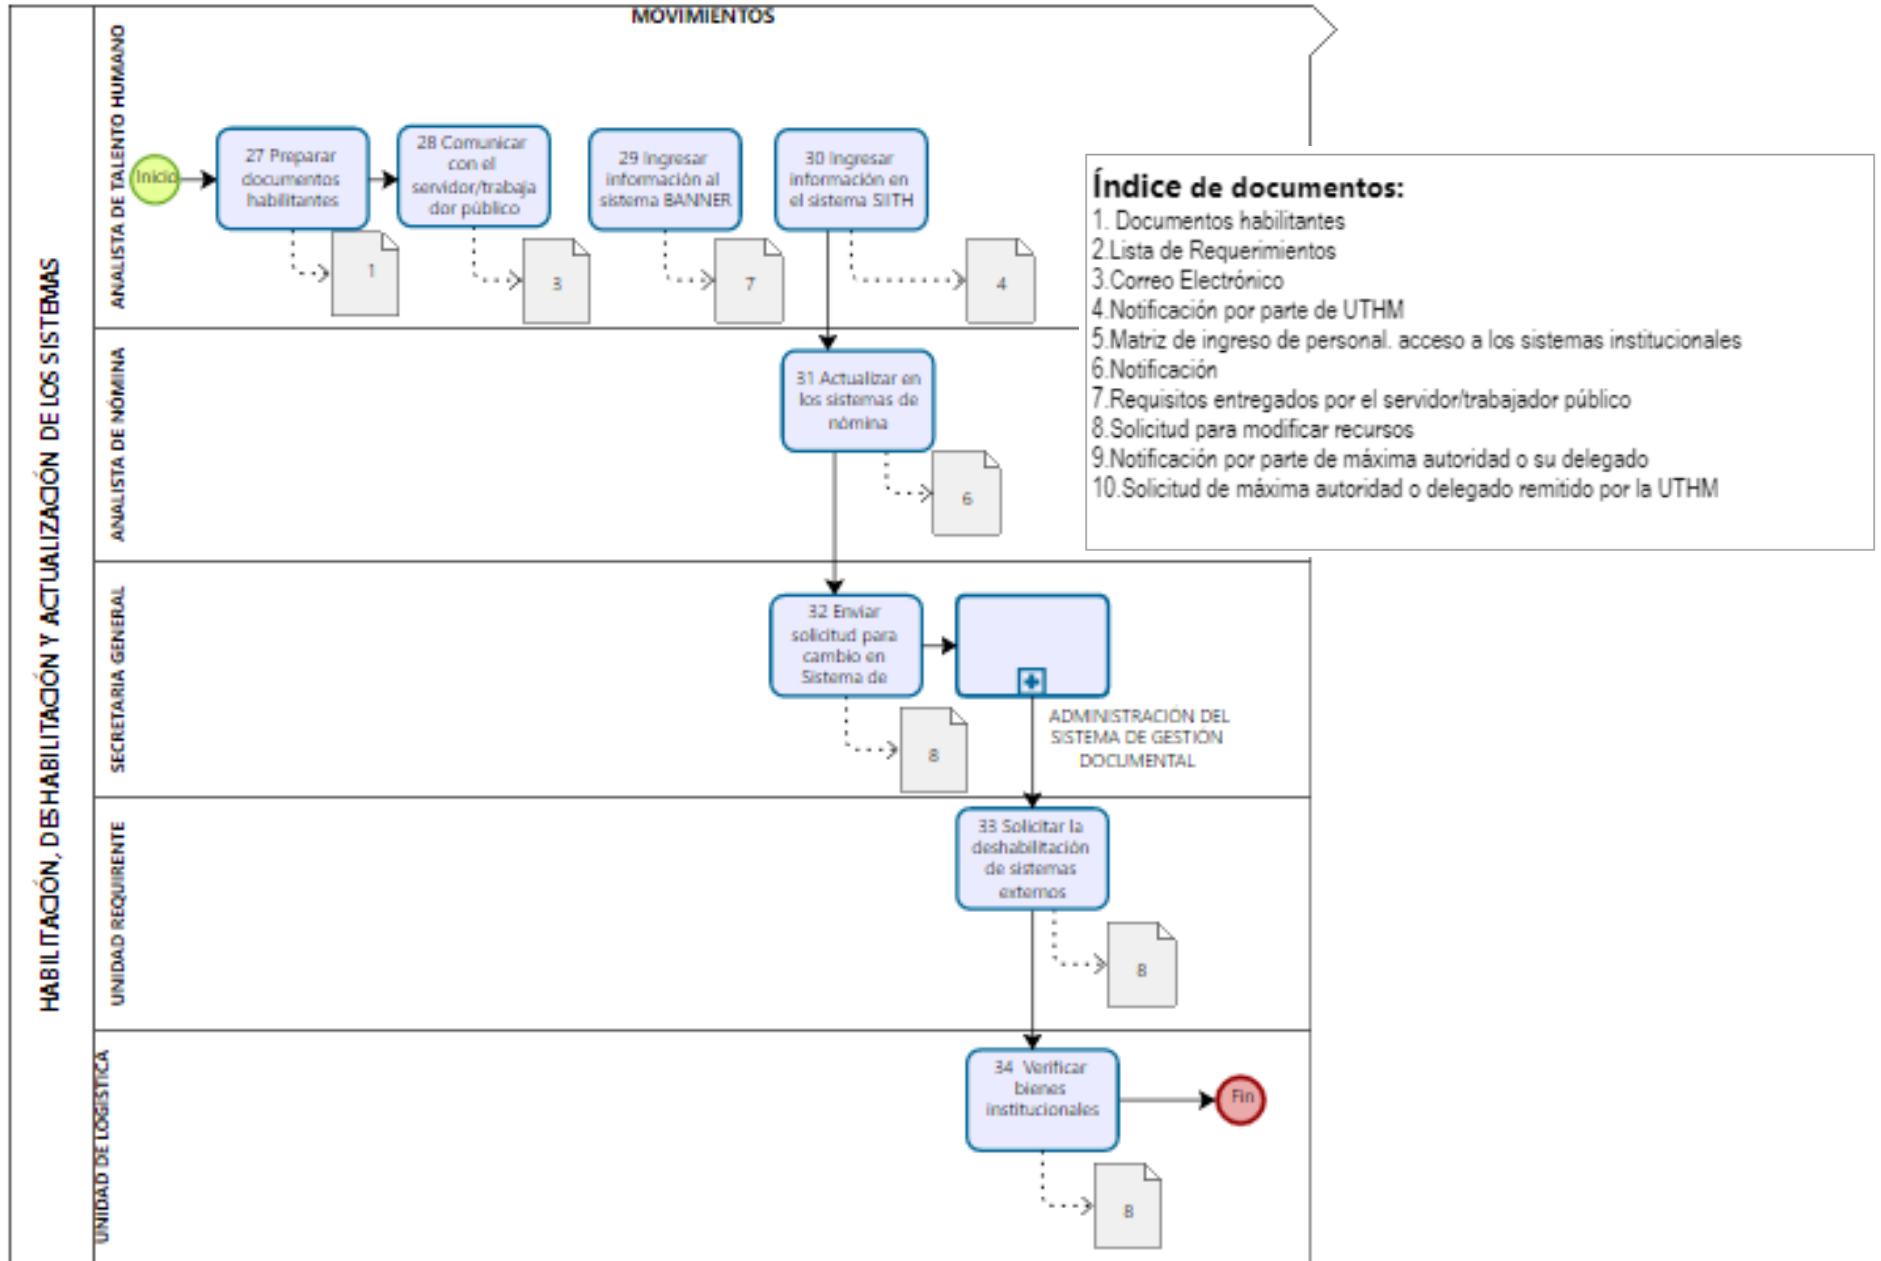 MOVIMIENTOS
HABILITACIÓN, DESHABILITACIÓN Y ACTUALIZACIÓN DE LOS SISTEMAS
ANALISTA DE TALENTO HUMANO
Inicio
27 Preparar
documentos
habilitantes
28 Comunicar
con el
servidor/trabaja
dor público
29 Ingresar
información al
sistema BANNER
30 Ingresar
información en
el sistema SIITH
1
3
7
4
Índice de documentos:
1. Documentos habilitantes
2.Lista de Requerimientos
3.Correo Electrónico
4.Notificación por parte de UTHM
5.Matriz de ingreso de personal. acceso a los sistemas institucionales
6.Notificación
7.Requisitos entregados por el servidor/trabajador público
8.Solicitud para modificar recursos
9.Notificación por parte de máxima autoridad o su delegado
10.Solicitud de máxima autoridad o delegado remitido por la UTHM
ANALISTA DE NÓMINA
31 Actualizar en
los sistemas de
nómina
6
SECRETARIA GENERAL
32 Enviar
solicitud para
cambio en
Sistema de
8
ADMINISTRACIÓN DEL
SISTEMA DE GESTIÓN
DOCUMENTAL
UNIDAD REQUIRENTE
33 Solicitar la
deshabilitación
de sistemas
externos
8
UNIDAD DE LOGÍSTICA
34 Verificar
bienes
institucionales
Fin
8